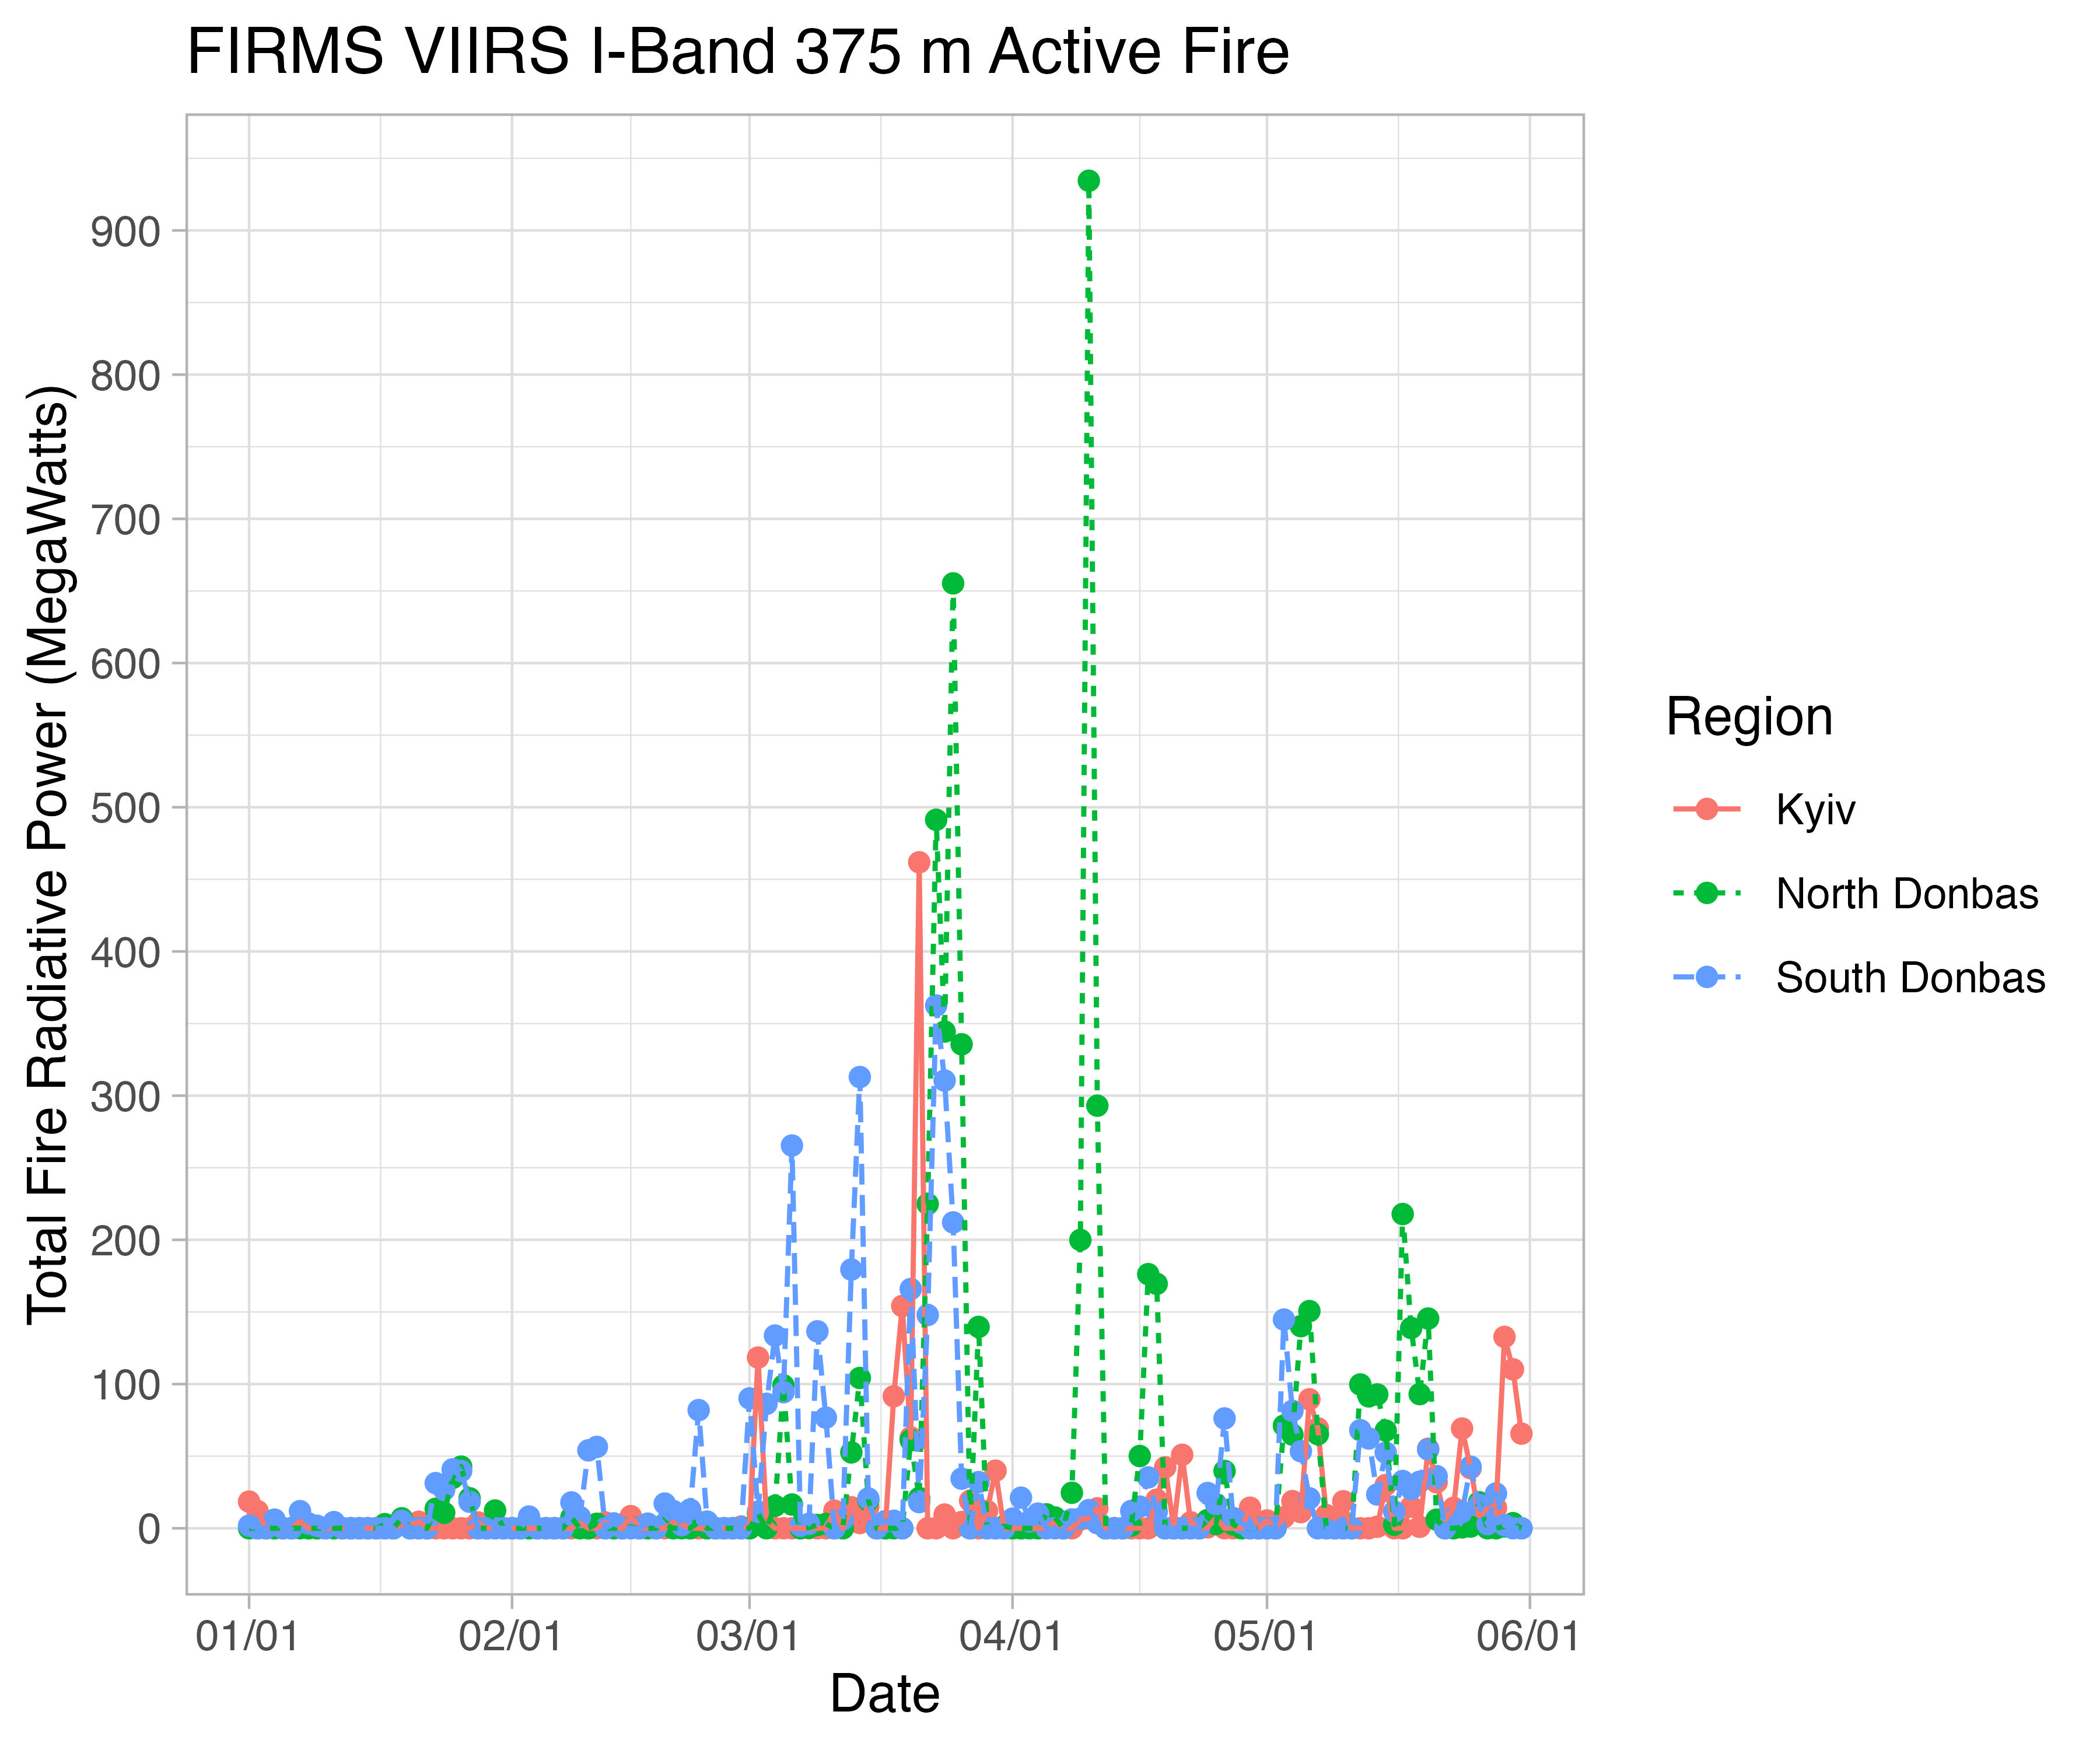 FIRMS VIIRS I-Band 375 m Active Fire
Total Fire Radiative Power (MegaWatts)
900
800
700
600
500
400
300
200
100
0
01/01 02/01 03/01 04/01 05/01 06/01
Date
Region
Kyiv
North Donbas
South Donbas